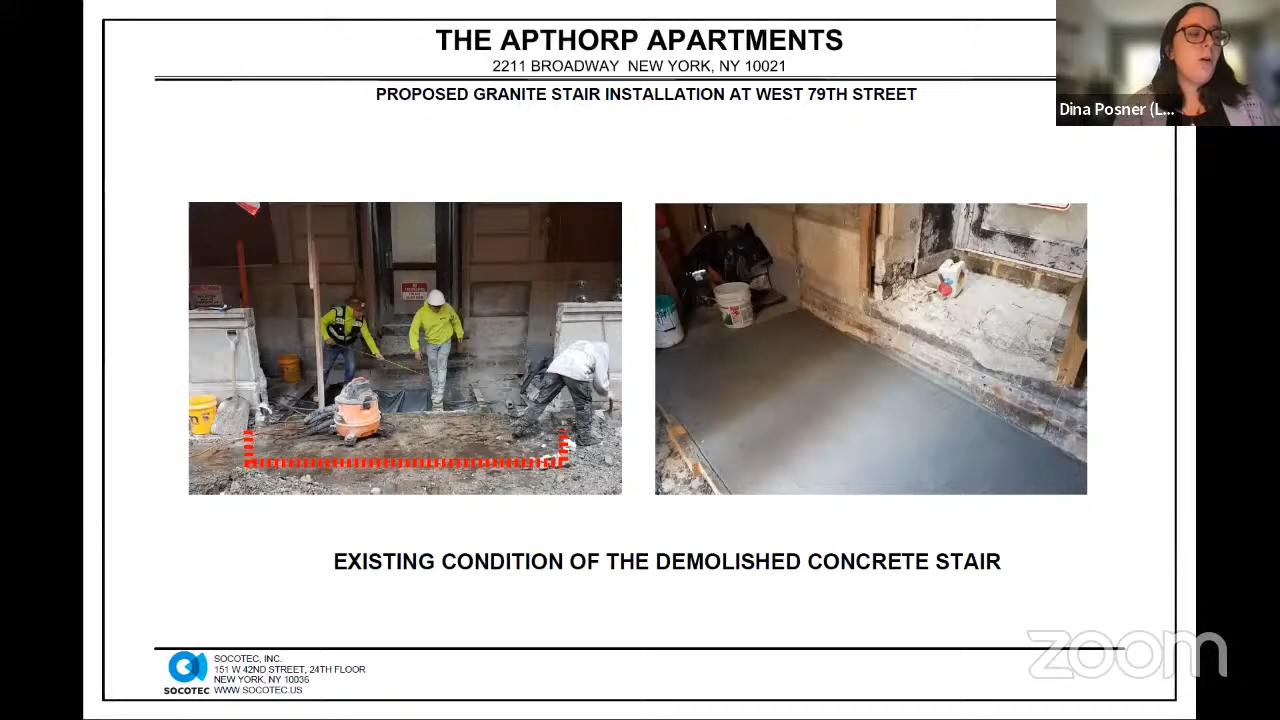 THE APTHORP APARTMENTS
2211 BROADWAY NEW YORK, NY 10021
PROPOSED GRANITE STAIR INSTALLATION AT WEST 79TH STREET
Dina Posner (L...
EXISTING CONDITION OF THE DEMOLISHED CONCRETE STAIR
SOCOTEC, INC.
151 W 42ND STREET, 24TH FLOOR
NEW YORK, NY 10036
WWW.SOCOTEC.US
SOCOTEC
zoom